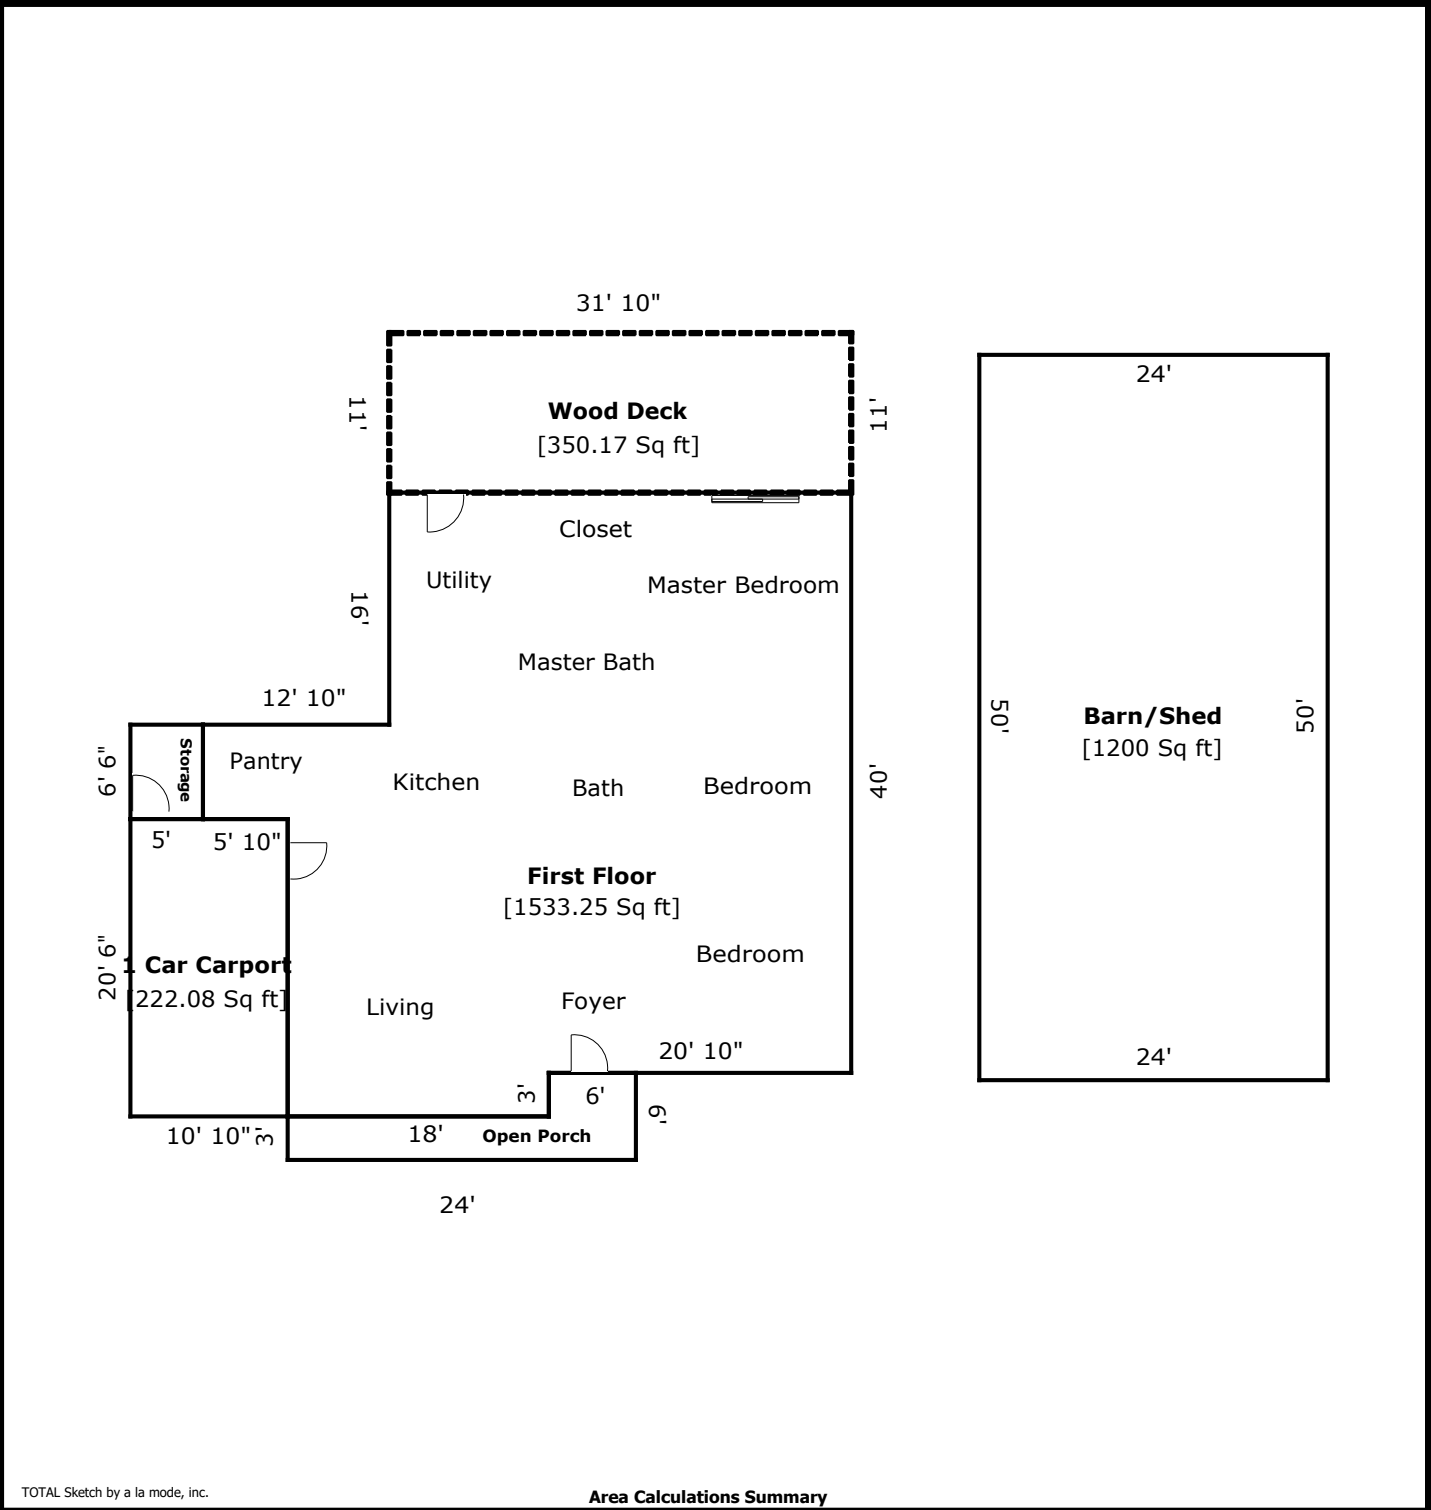 31' 10"
24'
11'
Wood Deck
11'
[350.17 Sq ft]
Closet
Utility
Master Bedroom
16'
Master Bath
12' 10"
50'
Barn/Shed
50'
[1200 Sq ft]
6' 6"
Storage
Pantry
Kitchen
Bath
Bedroom
40'
5'
5' 10"
First Floor
[1533.25 Sq ft]
Bedroom
20' 6"
1 Car Carport
[222.08 Sq ft]
Living
Foyer
20' 10"
24'
3'
6'
6'
10' 10"
3'
18'
Open Porch
24'
TOTAL Sketch by a la mode, inc.
Area Calculations Summary